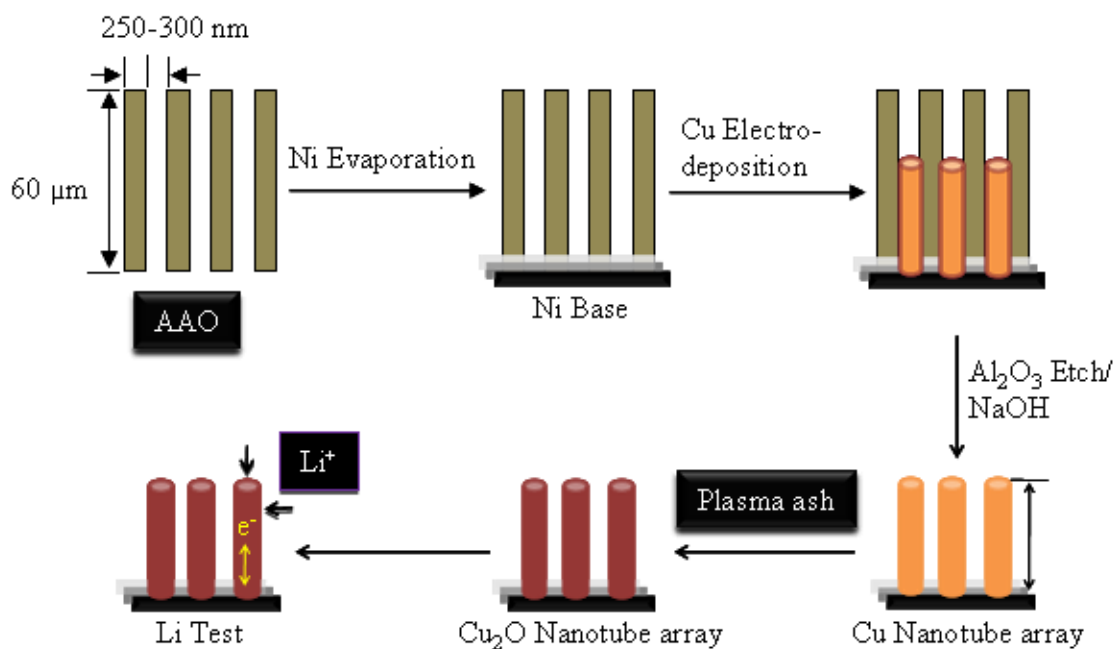 250-300 nm
60 μm
AAO
Ni Evaporation
Ni Base
Cu Electro-
deposition
Al₂O₃ Etch/
NaOH
Cu Nanotube array
Plasma ash
Cu₂O Nanotube array
Li⁺
e⁻
Li Test